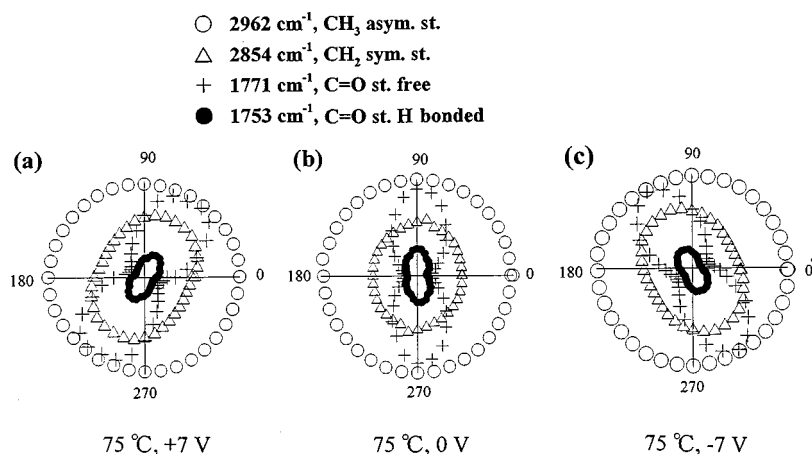 ○ 2962 cm⁻¹, CH₃ asym. st.
△ 2854 cm⁻¹, CH₂ sym. st.
+ 1771 cm⁻¹, C=O st. free
● 1753 cm⁻¹, C=O st. H bonded
(a) 90 (b) 90 (c) 90
180 0 180 0 180 0
270 270 270
75 °C, +7 V 75 °C, 0 V 75 °C, -7 V